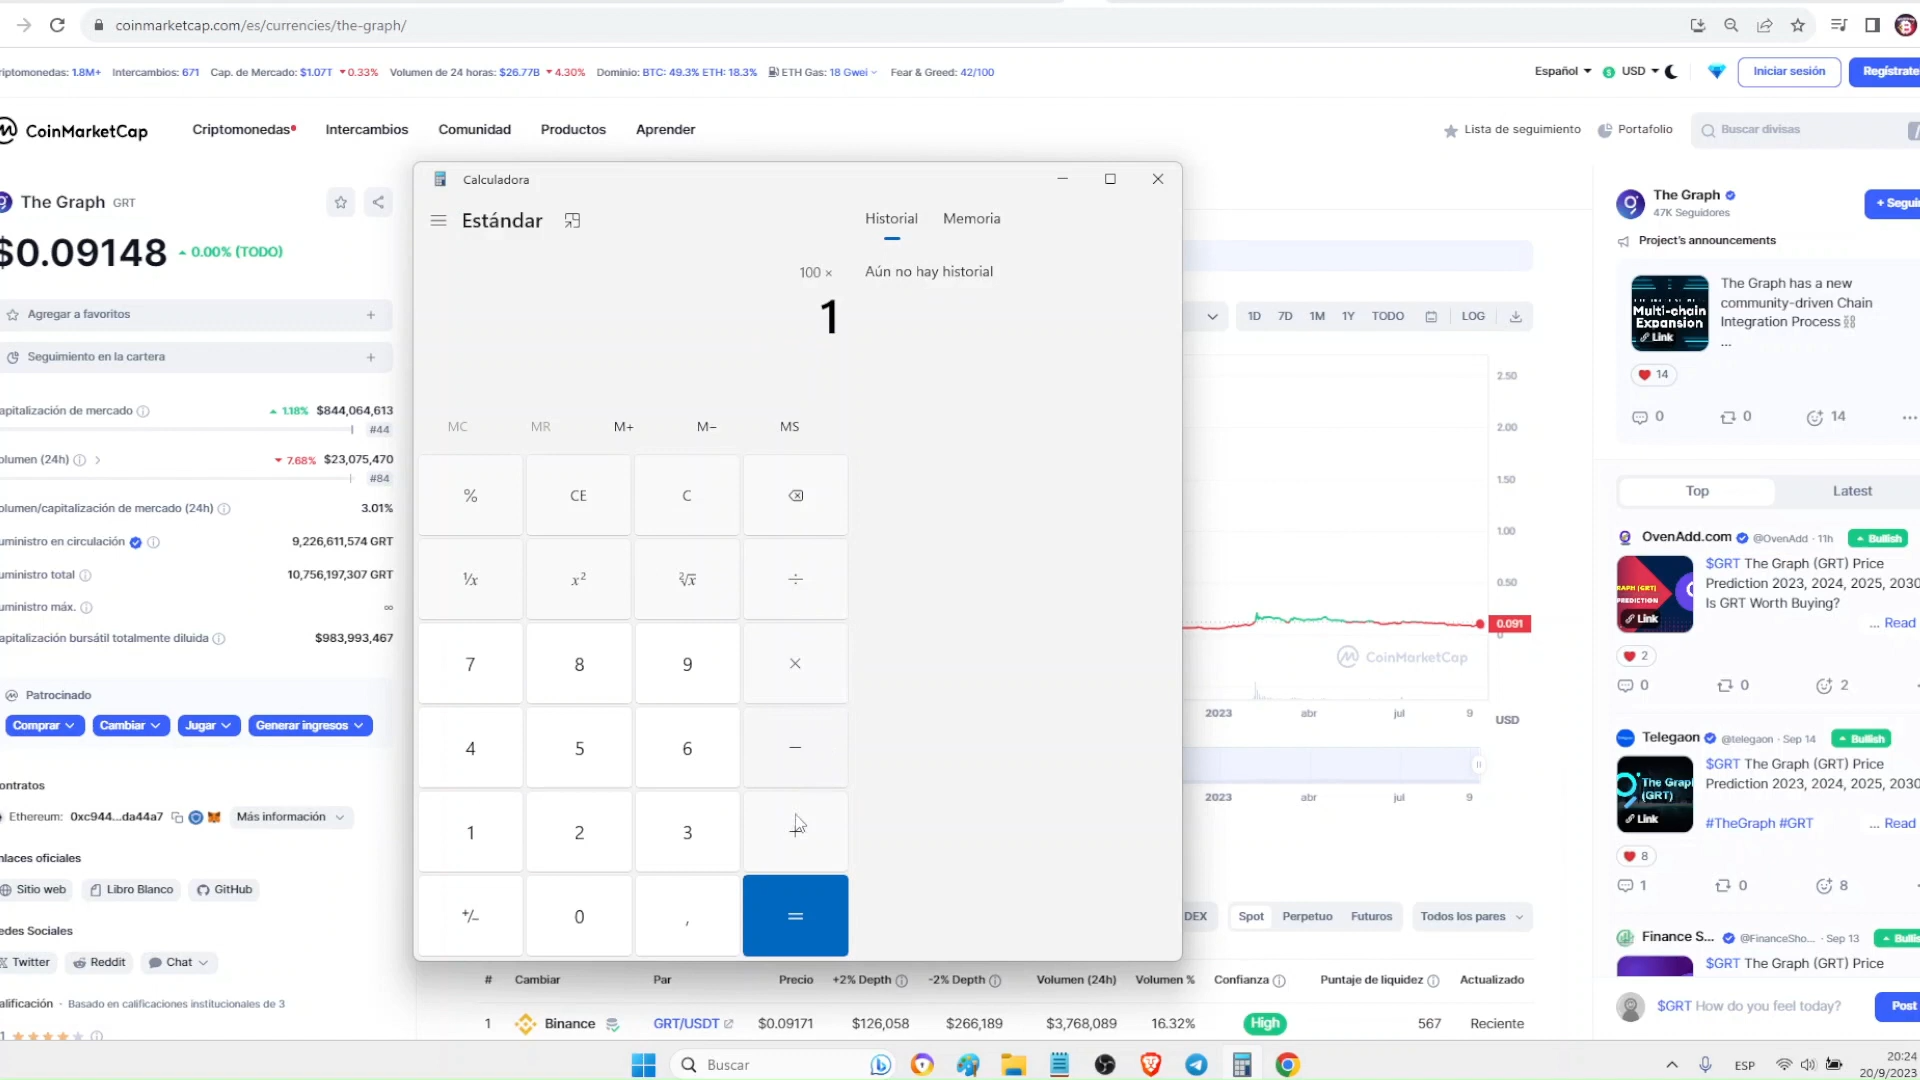 coinmarketcap.com/es/currencies/the-graph/
riptomonedas: 1.8M+ Intercambios: 671 Cap. de Mercado: $1.07T 0.33% Volumen de 24 horas: $26.77B 4.30% Dominio: BTC: 49.3% ETH: 18.3% ETH Gas: 18 Gwei Fear & Greed: 42/100
Español USD Iniciar sesión Regístrate
CoinMarketCap Criptomonedas Intercambios Comunidad Productos Aprender
Lista de seguimiento Portafolio Buscar divisas /
The Graph GRT
$0.09148 0.00% (TODO)
Agregar a favoritos +
Seguimiento en la cartera +
apitalización de mercado 1.18% $844,064,613
#44
olumen (24h) 7.68% $23,075,470
#84
olumen/capitalización de mercado (24h) 3.01%
uministro en circulación 9,226,611,574 GRT
uministro total 10,756,197,307 GRT
uministro máx. ∞
apitalización bursátil totalmente diluida $983,993,467
Patrocinado
Comprar Cambiar Jugar Generar ingresos
ontratos
Ethereum: 0xc944...da44a7 Más información
nlaces oficiales
Sitio web Libro Blanco GitHub
edes Sociales
Twitter Reddit Chat
alificación · Basado en calificaciones institucionales de 3
Calculadora
Estándar
Historial Memoria
100 ×
1
Aún no hay historial
MC MR M+ M− MS
% CE C
⅟x x² ²√x ÷
7 8 9 ×
4 5 6 −
1 2 3 +
+/− 0 , =
1D 7D 1M 1Y TODO LOG
2.50
2.00
1.50
1.00
0.50
0.091
0
CoinMarketCap
2023 abr jul 9 USD
2023 abr jul 9
DEX Spot Perpetuo Futuros Todos los pares
# Cambiar Par Precio +2% Depth -2% Depth Volumen (24h) Volumen % Confianza Puntaje de liquidez Actualizado
1 Binance GRT/USDT $0.09171 $126,058 $266,189 $3,768,089 16.32% High 567 Reciente
The Graph
47K Seguidores
+ Segui
Project's announcements
Multi-chain
Expansion
Link
The Graph has a new
community-driven Chain
Integration Process
...
14
0 0 14
Top Latest
OvenAdd.com @OvenAdd · 11h Bullish
RAPH (GRT)
PREDICTION
Link
$GRT The Graph (GRT) Price
Prediction 2023, 2024, 2025, 2030
Is GRT Worth Buying?
... Read
2
0 0 2
Telegaon @telegaon · Sep 14 Bullish
The Grapl
(GRT)
Link
$GRT The Graph (GRT) Price
Prediction 2023, 2024, 2025, 2030
#TheGraph #GRT ... Read
8
1 0 8
Finance S... @FinanceSho... · Sep 13 Bullis
$GRT The Graph (GRT) Price
$GRT How do you feel today? Post
Buscar
ESP
20:24
20/9/2023